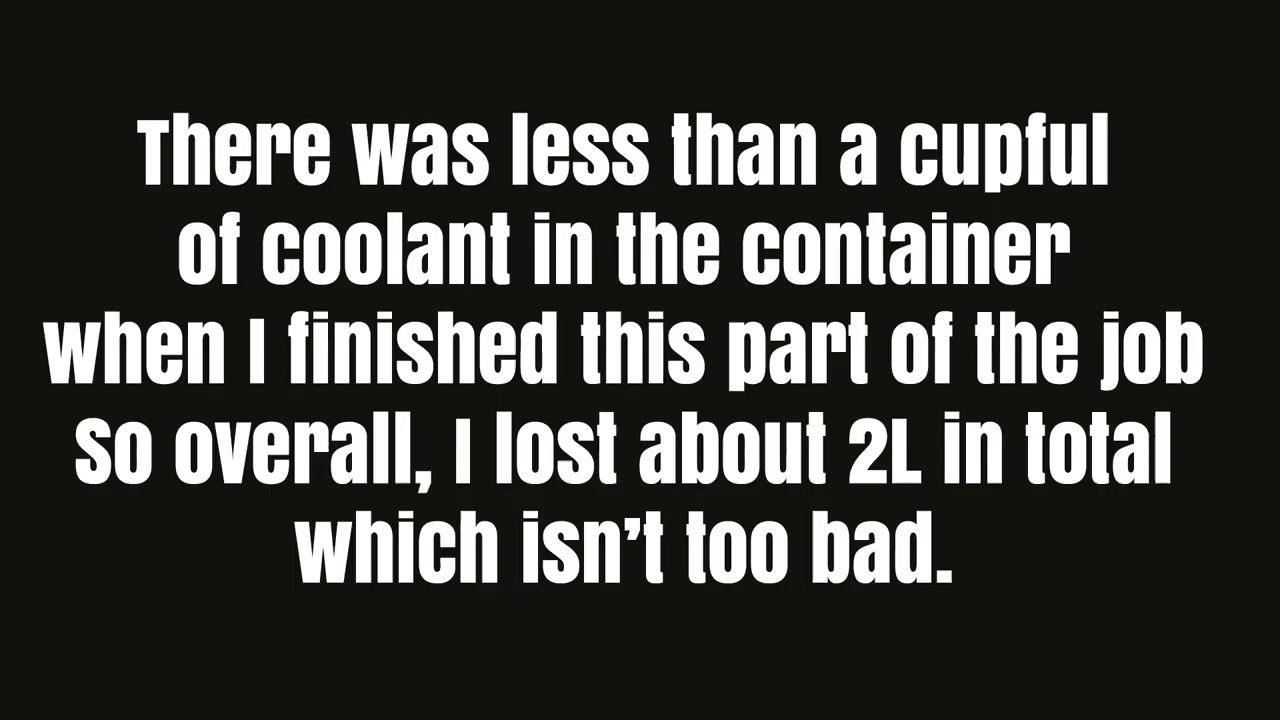 There was less than a cupful
of coolant in the container
when I finished this part of the job
So overall, I lost about 2L in total
which isn’t too bad.